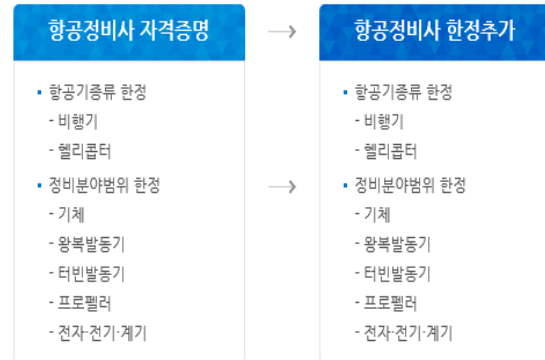 항공정비사 자격증명
항공기종류 한정
- 비행기
- 헬리콥터
정비분야범위 한정
- 기체
- 왕복발동기
- 터빈발동기
- 프로펠러
- 전자·전기·계기
항공정비사 한정추가
항공기종류 한정
- 비행기
- 헬리콥터
정비분야범위 한정
- 기체
- 왕복발동기
- 터빈발동기
- 프로펠러
- 전자·전기·계기